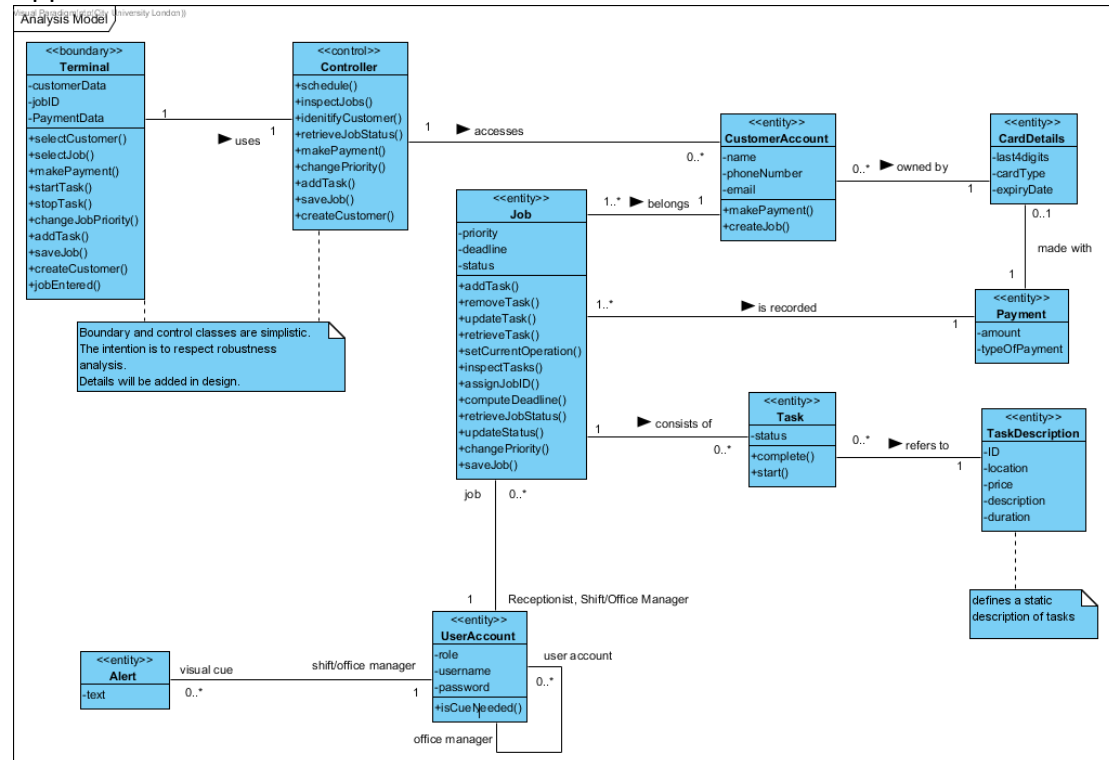 Visual Paradigm
(City University London))
Analysis Model
<<boundary>>
Terminal
-customerData
-jobID
-PaymentData
+selectCustomer()
+selectJob()
+makePayment()
+startTask()
+stopTask()
+changeJobPriority()
+addTask()
+saveJob()
+createCustomer()
+jobEntered()
1
uses
1
<<control>>
Controller
+schedule()
+inspectJobs()
+idenitifyCustomer()
+retrieveJobStatus()
+makePayment()
+changePriority()
+addTask()
+saveJob()
+createCustomer()
1
accesses
0..*
<<entity>>
CustomerAccount
-name
-phoneNumber
-email
+makePayment()
+createJob()
0..*
owned by
1
<<entity>>
CardDetails
-last4digits
-cardType
-expiryDate
0..1
made with
1
<<entity>>
Job
-priority
-deadline
-status
+addTask()
+removeTask()
+updateTask()
+retrieveTask()
+setCurrentOperation()
+inspectTasks()
+assignJobID()
+computeDeadline()
+retrieveJobStatus()
+updateStatus()
+changePriority()
+saveJob()
1..*
belongs
1
1..*
is recorded
1
<<entity>>
Payment
-amount
-typeOfPayment
Boundary and control classes are simplistic.
The intention is to respect robustness
analysis.
Details will be added in design.
1
consists of
0..*
<<entity>>
Task
-status
+complete()
+start()
0..*
refers to
1
<<entity>>
TaskDescription
-ID
-location
-price
-description
-duration
defines a static
description of tasks
job
0..*
1
Receptionist, Shift/Office Manager
<<entity>>
UserAccount
-role
-username
-password
+isCueNeeded()
user account
0..*
office manager
<<entity>>
Alert
-text
visual cue
0..*
shift/office manager
1